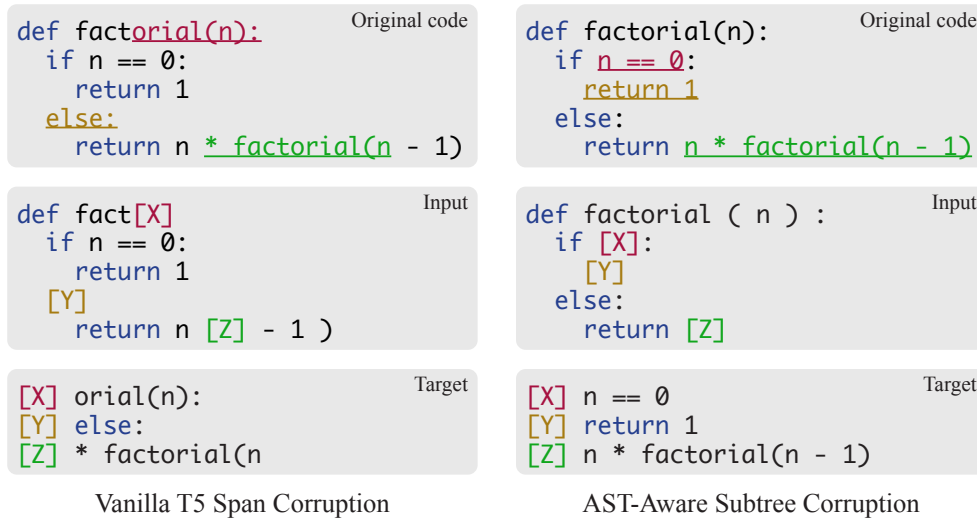 Original code
def factorial(n):
  if n == 0:
    return 1
  else:
    return n * factorial(n - 1)
Input
def fact[X]
  if n == 0:
    return 1
  [Y]
    return n [Z] - 1 )
Target
[X] orial(n):
[Y] else:
[Z] * factorial(n
Vanilla T5 Span Corruption
Original code
def factorial(n):
  if n == 0:
    return 1
  else:
    return n * factorial(n - 1)
Input
def factorial ( n ) :
  if [X]:
    [Y]
  else:
    return [Z]
Target
[X] n == 0
[Y] return 1
[Z] n * factorial(n - 1)
AST-Aware Subtree Corruption